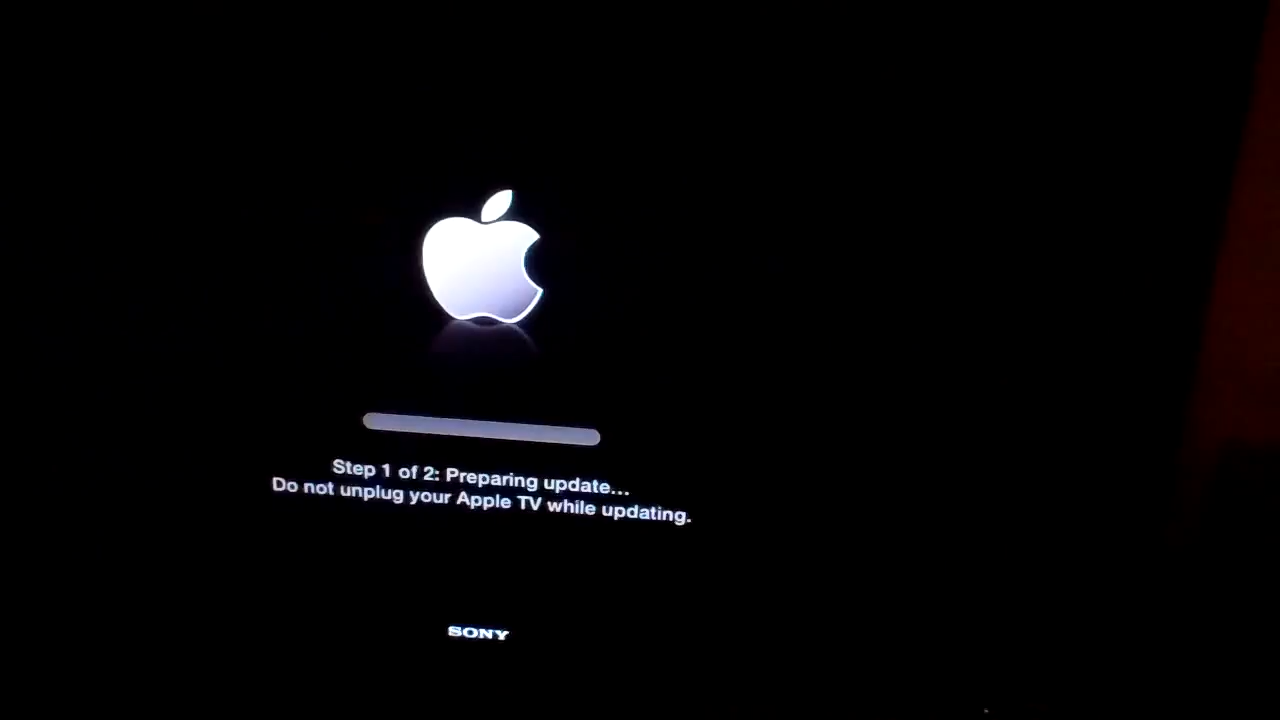 Step 1 of 2: Preparing update...
Do not unplug your Apple TV while updating.
SONY